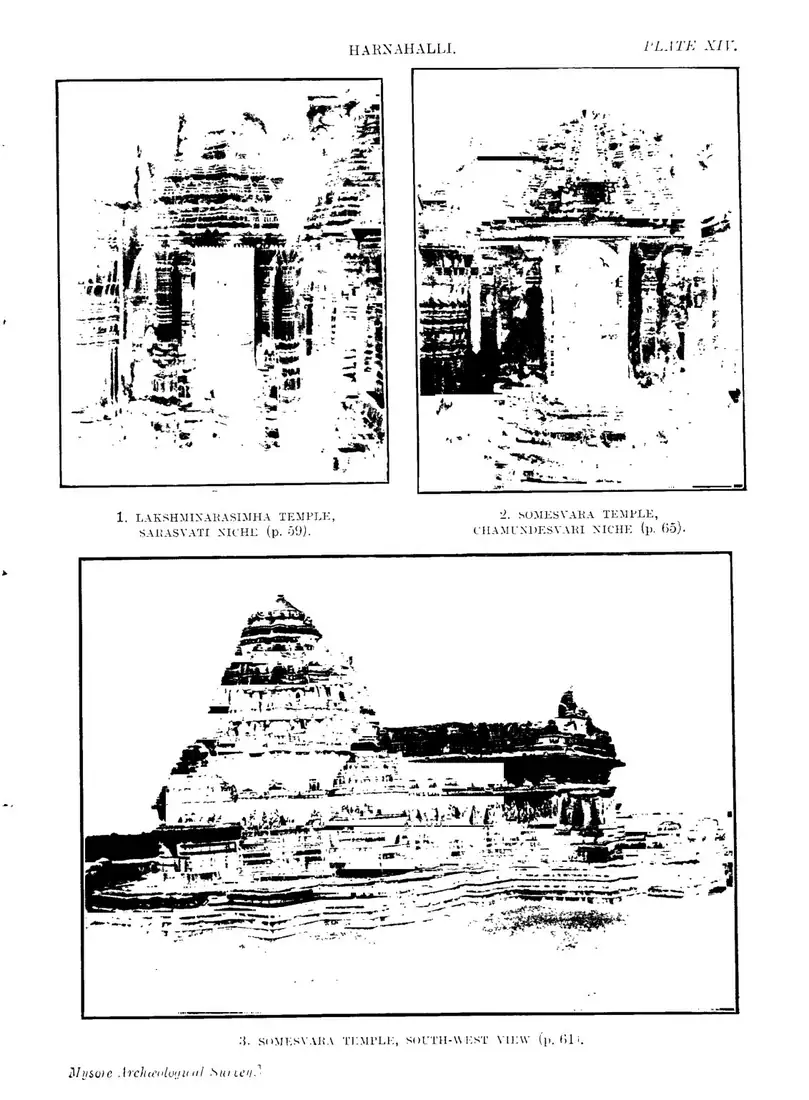 HARNAHALLI.
PLATE XIV.
1. LAKSHMINARASIMHA TEMPLE,
SARASVATI NICHE (p. 59).
2. SOMESVARA TEMPLE,
CHAMUNDESVARI NICHE (p. 65).
3. SOMESVARA TEMPLE, SOUTH-WEST VIEW (p. 61).
Mysore Archæological Survey.]